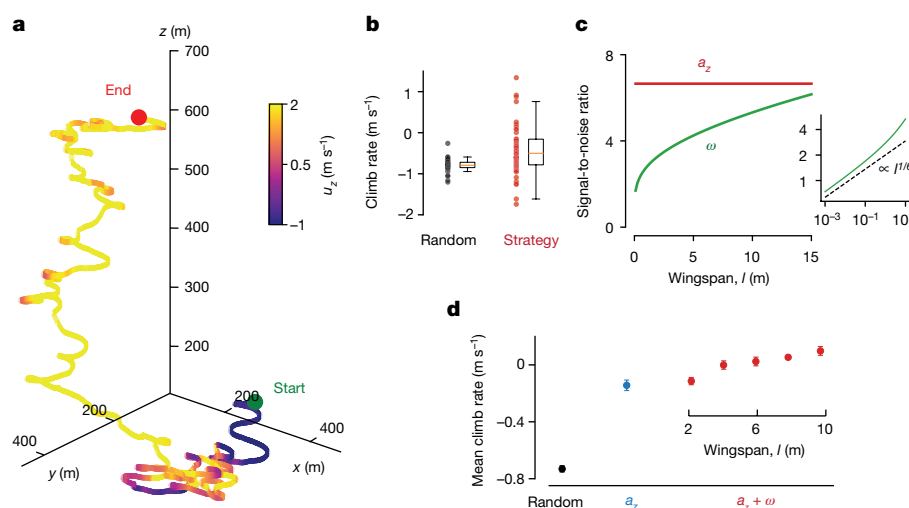 a
z (m)
700
600
500
400
300
200
End
Start
200
400
x (m)
200
400
y (m)
2
0.5
−1
u_z (m s⁻¹)
b
Climb rate (m s⁻¹)
1
0
−1
−2
Random
Strategy
c
Signal-to-noise ratio
8
4
0
a_z
ω
0
5
10
15
Wingspan, l (m)
4
2
1
∝ l^1/6
10⁻³
10⁻¹
d
Mean climb rate (m s⁻¹)
0
−0.4
−0.8
2
6
10
Wingspan, l (m)
Random
a_z
a_z + ω